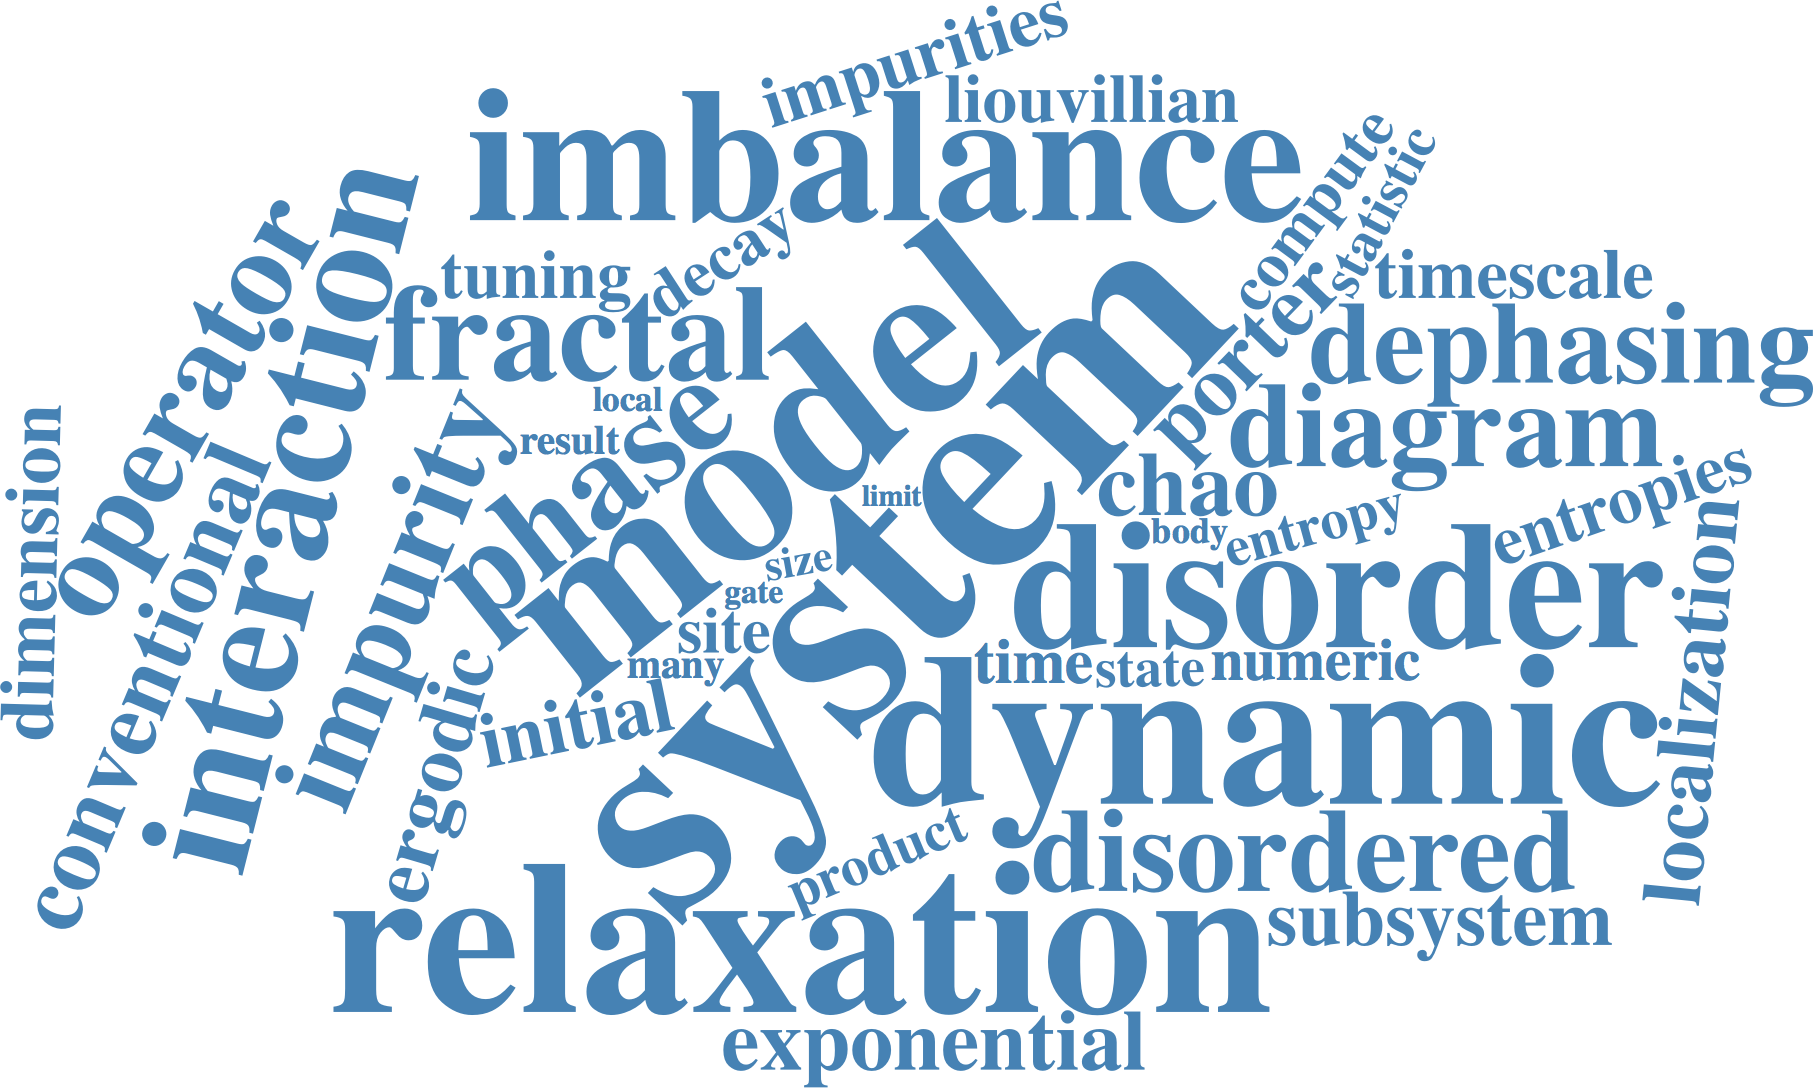 impurities
liouvillian
imbalance
compute
statistic
operator
interaction
tuning
decay
fractal
model
system
porter
timescale
dephasing
diagram
local
result
phase
impurity
conventional
dimension
limit
chao
body
entropy
entropies
size
gate
site
many
disorder
localization
time
state
numeric
initial
ergodic
dynamic
product
disordered
relaxation
subsystem
exponential